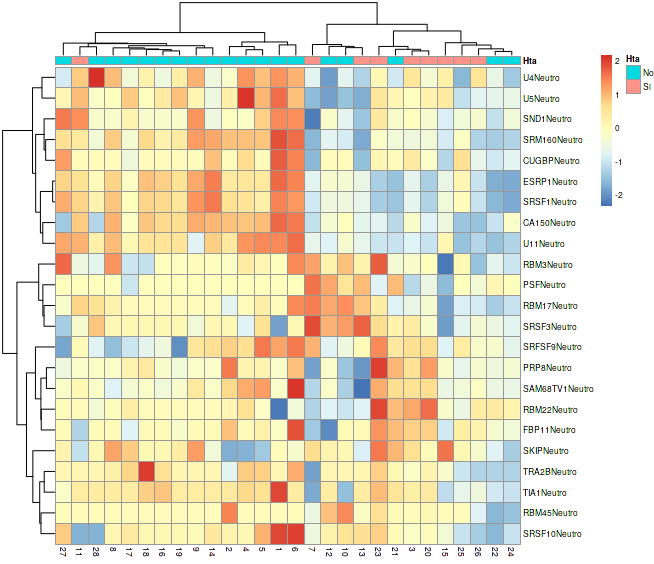 Hta
U4Neutro
U5Neutro
SND1Neutro
SRM160Neutro
CUGBPNeutro
ESRP1Neutro
SRSF1Neutro
CA150Neutro
U11Neutro
RBM3Neutro
PSFNeutro
RBM17Neutro
SRSF3Neutro
SRFSF9Neutro
PRP8Neutro
SAM68TV1Neutro
RBM22Neutro
FBP11Neutro
SKIPNeutro
TRA2BNeutro
TIA1Neutro
RBM45Neutro
SRSF10Neutro
27 11 28 8 17 18 16 19 9 14 2 4 5 1 6 7 12 10 13 23 21 3 20 15 25 26 22 24
2
1
0
-1
-2
Hta
No
Si